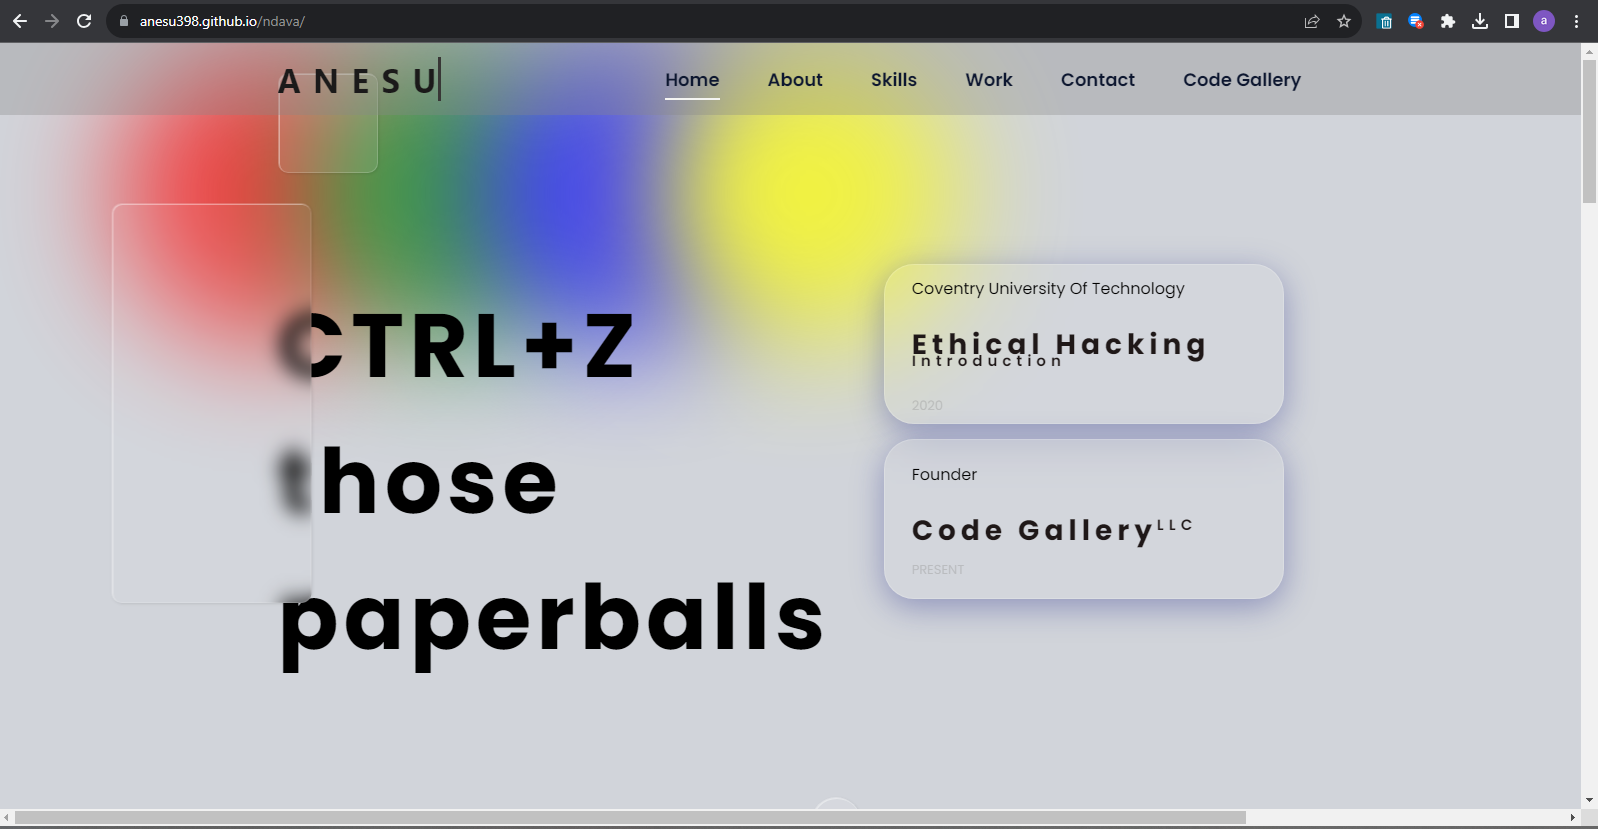 anesu398.github.io/ndava/
a
ANESU
Home About Skills Work Contact Code Gallery
CTRL+Z
those
paperballs
Coventry University Of Technology
Ethical Hacking
Introduction
2020
Founder
Code Gallery LLC
PRESENT